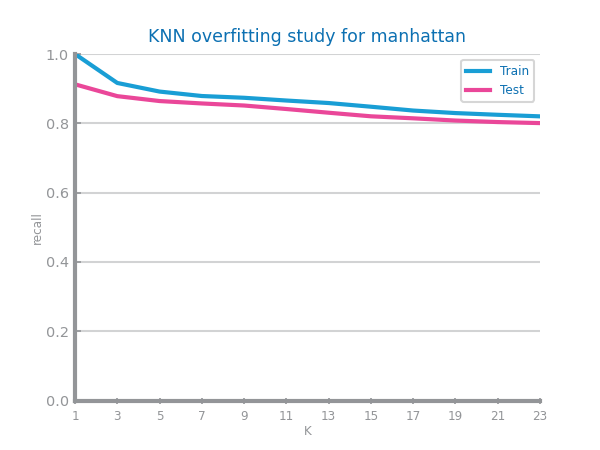 KNN overfitting study for manhattan
1.0
0.8
0.6
0.4
0.2
0.0
recall
Train
Test
1 3 5 7 9 11 13 15 17 19 21 23
K